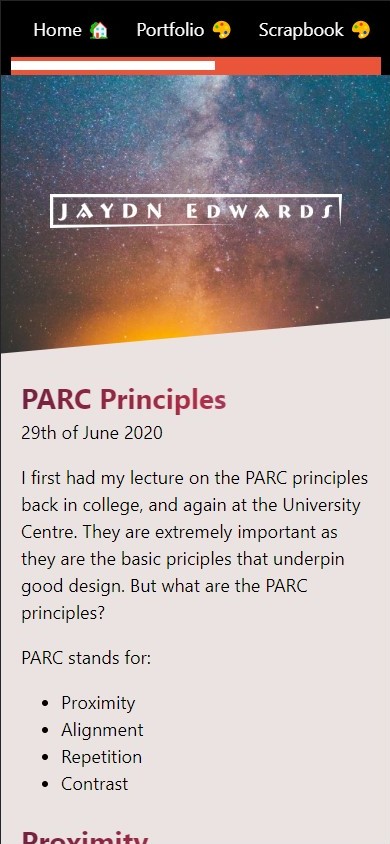 Home 🏠 Portfolio 🎨 Scrapbook 🎨
JAYDN EDWARDS
PARC Principles
29th of June 2020
I first had my lecture on the PARC principles
back in college, and again at the University
Centre. They are extremely important as
they are the basic priciples that underpin
good design. But what are the PARC
principles?
PARC stands for:
• Proximity
• Alignment
• Repetition
• Contrast
Proximity